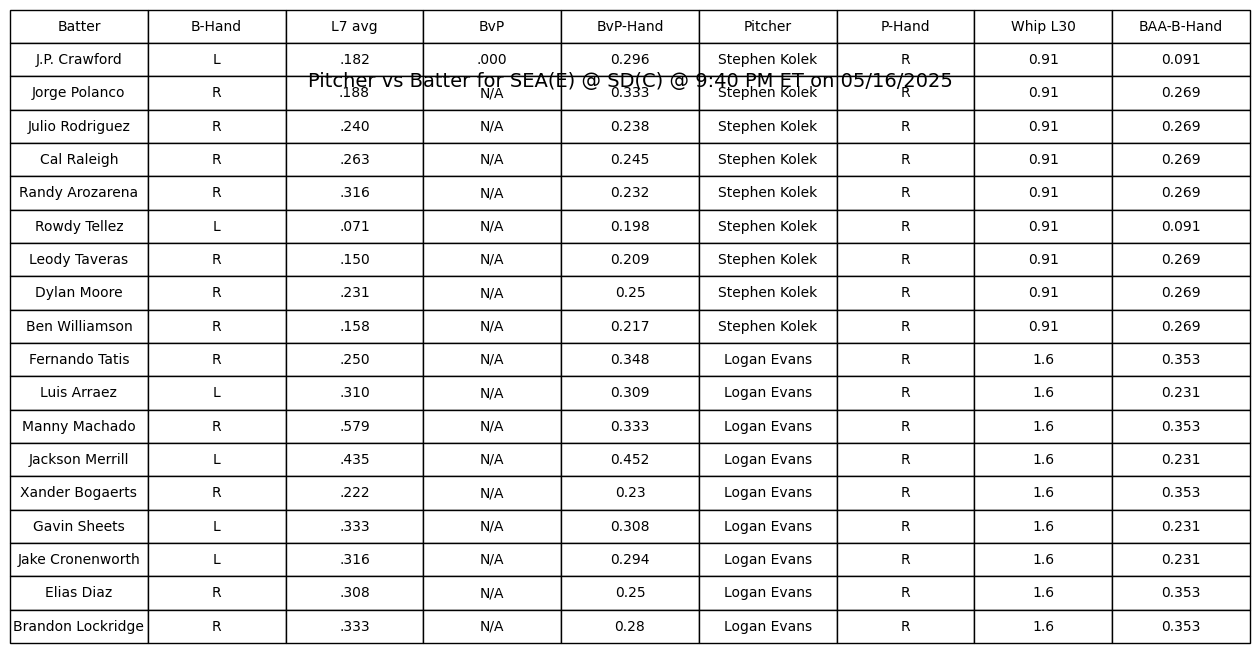 Batter B-Hand L7 avg BvP BvP-Hand Pitcher P-Hand Whip L30 BAA-B-Hand
J.P. Crawford L .182 .000 0.296 Stephen Kolek R 0.91 0.091
Pitcher vs Batter for SEA(E) @ SD(C) @ 9:40 PM ET on 05/16/2025
Jorge Polanco R .188 N/A 0.333 Stephen Kolek R 0.91 0.269
Julio Rodriguez R .240 N/A 0.238 Stephen Kolek R 0.91 0.269
Cal Raleigh R .263 N/A 0.245 Stephen Kolek R 0.91 0.269
Randy Arozarena R .316 N/A 0.232 Stephen Kolek R 0.91 0.269
Rowdy Tellez L .071 N/A 0.198 Stephen Kolek R 0.91 0.091
Leody Taveras R .150 N/A 0.209 Stephen Kolek R 0.91 0.269
Dylan Moore R .231 N/A 0.25 Stephen Kolek R 0.91 0.269
Ben Williamson R .158 N/A 0.217 Stephen Kolek R 0.91 0.269
Fernando Tatis R .250 N/A 0.348 Logan Evans R 1.6 0.353
Luis Arraez L .310 N/A 0.309 Logan Evans R 1.6 0.231
Manny Machado R .579 N/A 0.333 Logan Evans R 1.6 0.353
Jackson Merrill L .435 N/A 0.452 Logan Evans R 1.6 0.231
Xander Bogaerts R .222 N/A 0.23 Logan Evans R 1.6 0.353
Gavin Sheets L .333 N/A 0.308 Logan Evans R 1.6 0.231
Jake Cronenworth L .316 N/A 0.294 Logan Evans R 1.6 0.231
Elias Diaz R .308 N/A 0.25 Logan Evans R 1.6 0.353
Brandon Lockridge R .333 N/A 0.28 Logan Evans R 1.6 0.353